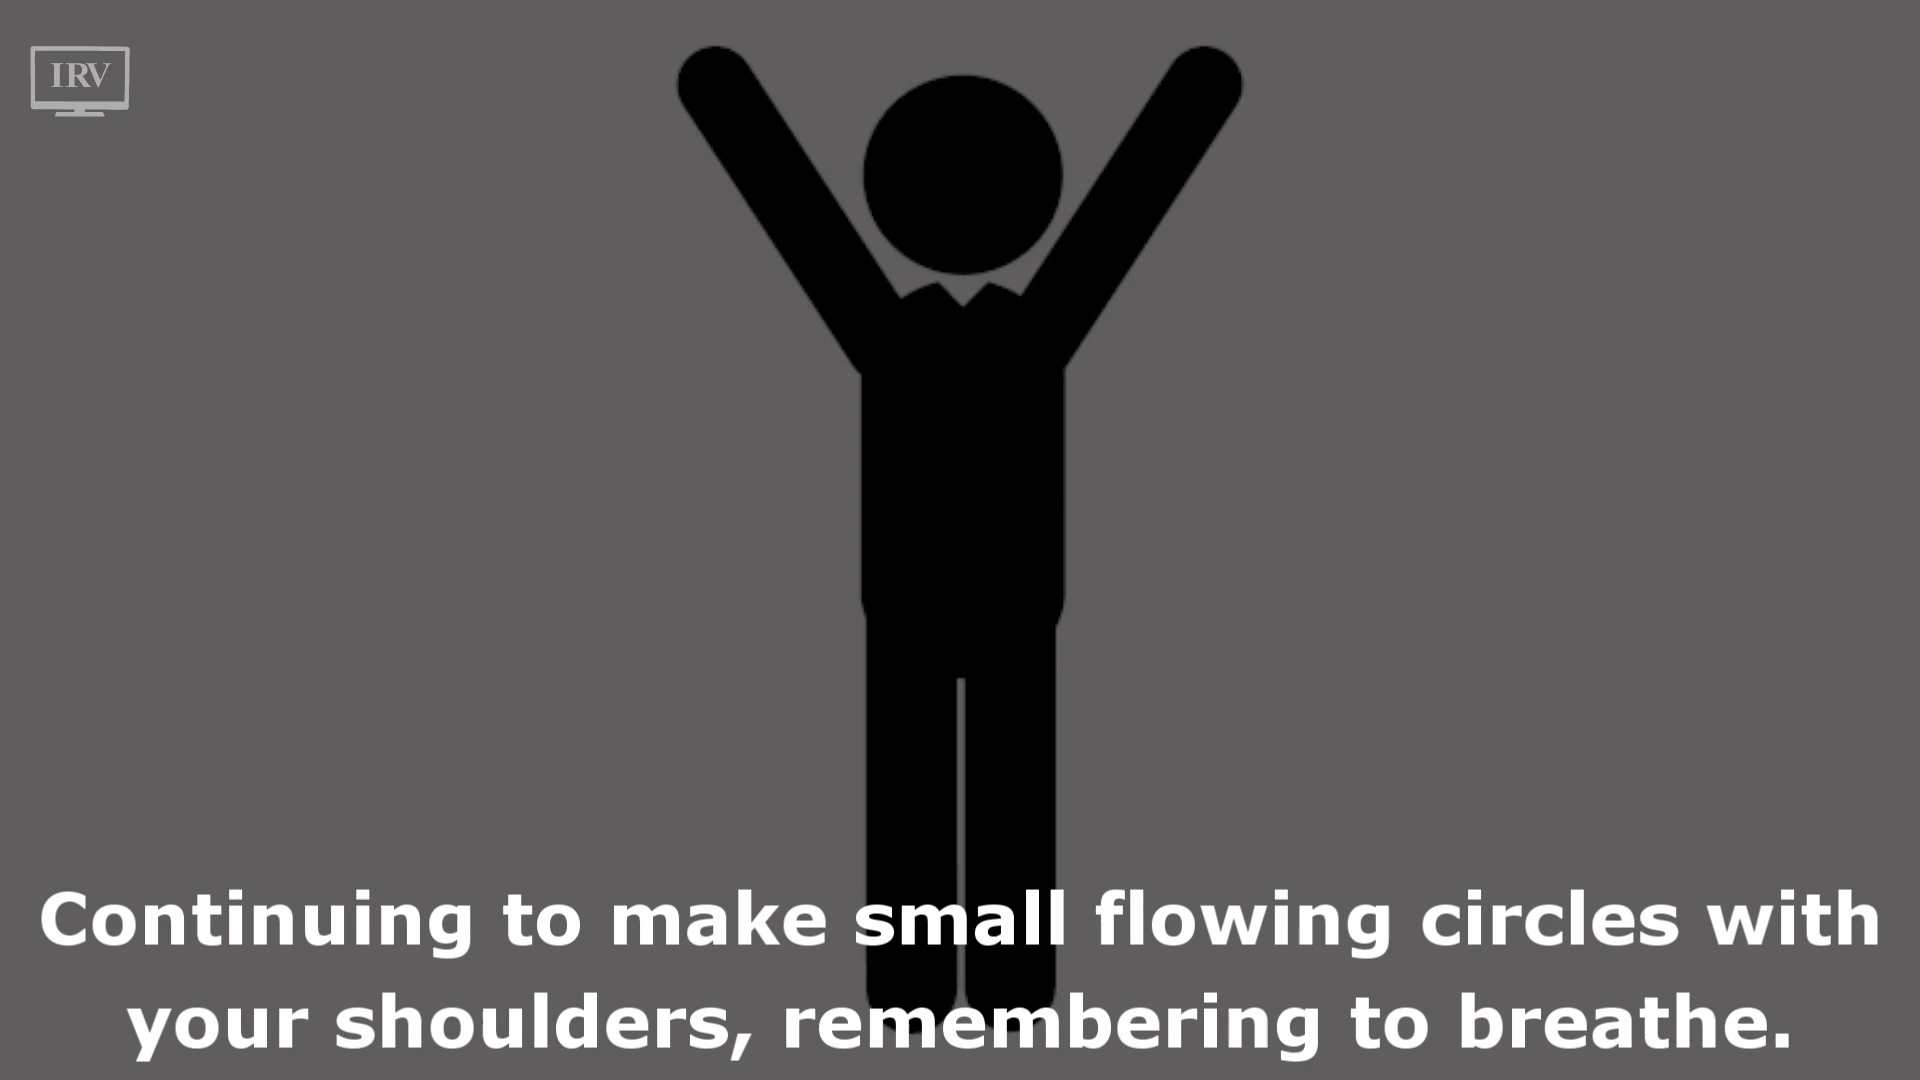 IRV
Continuing to make small flowing circles with
your shoulders, remembering to breathe.